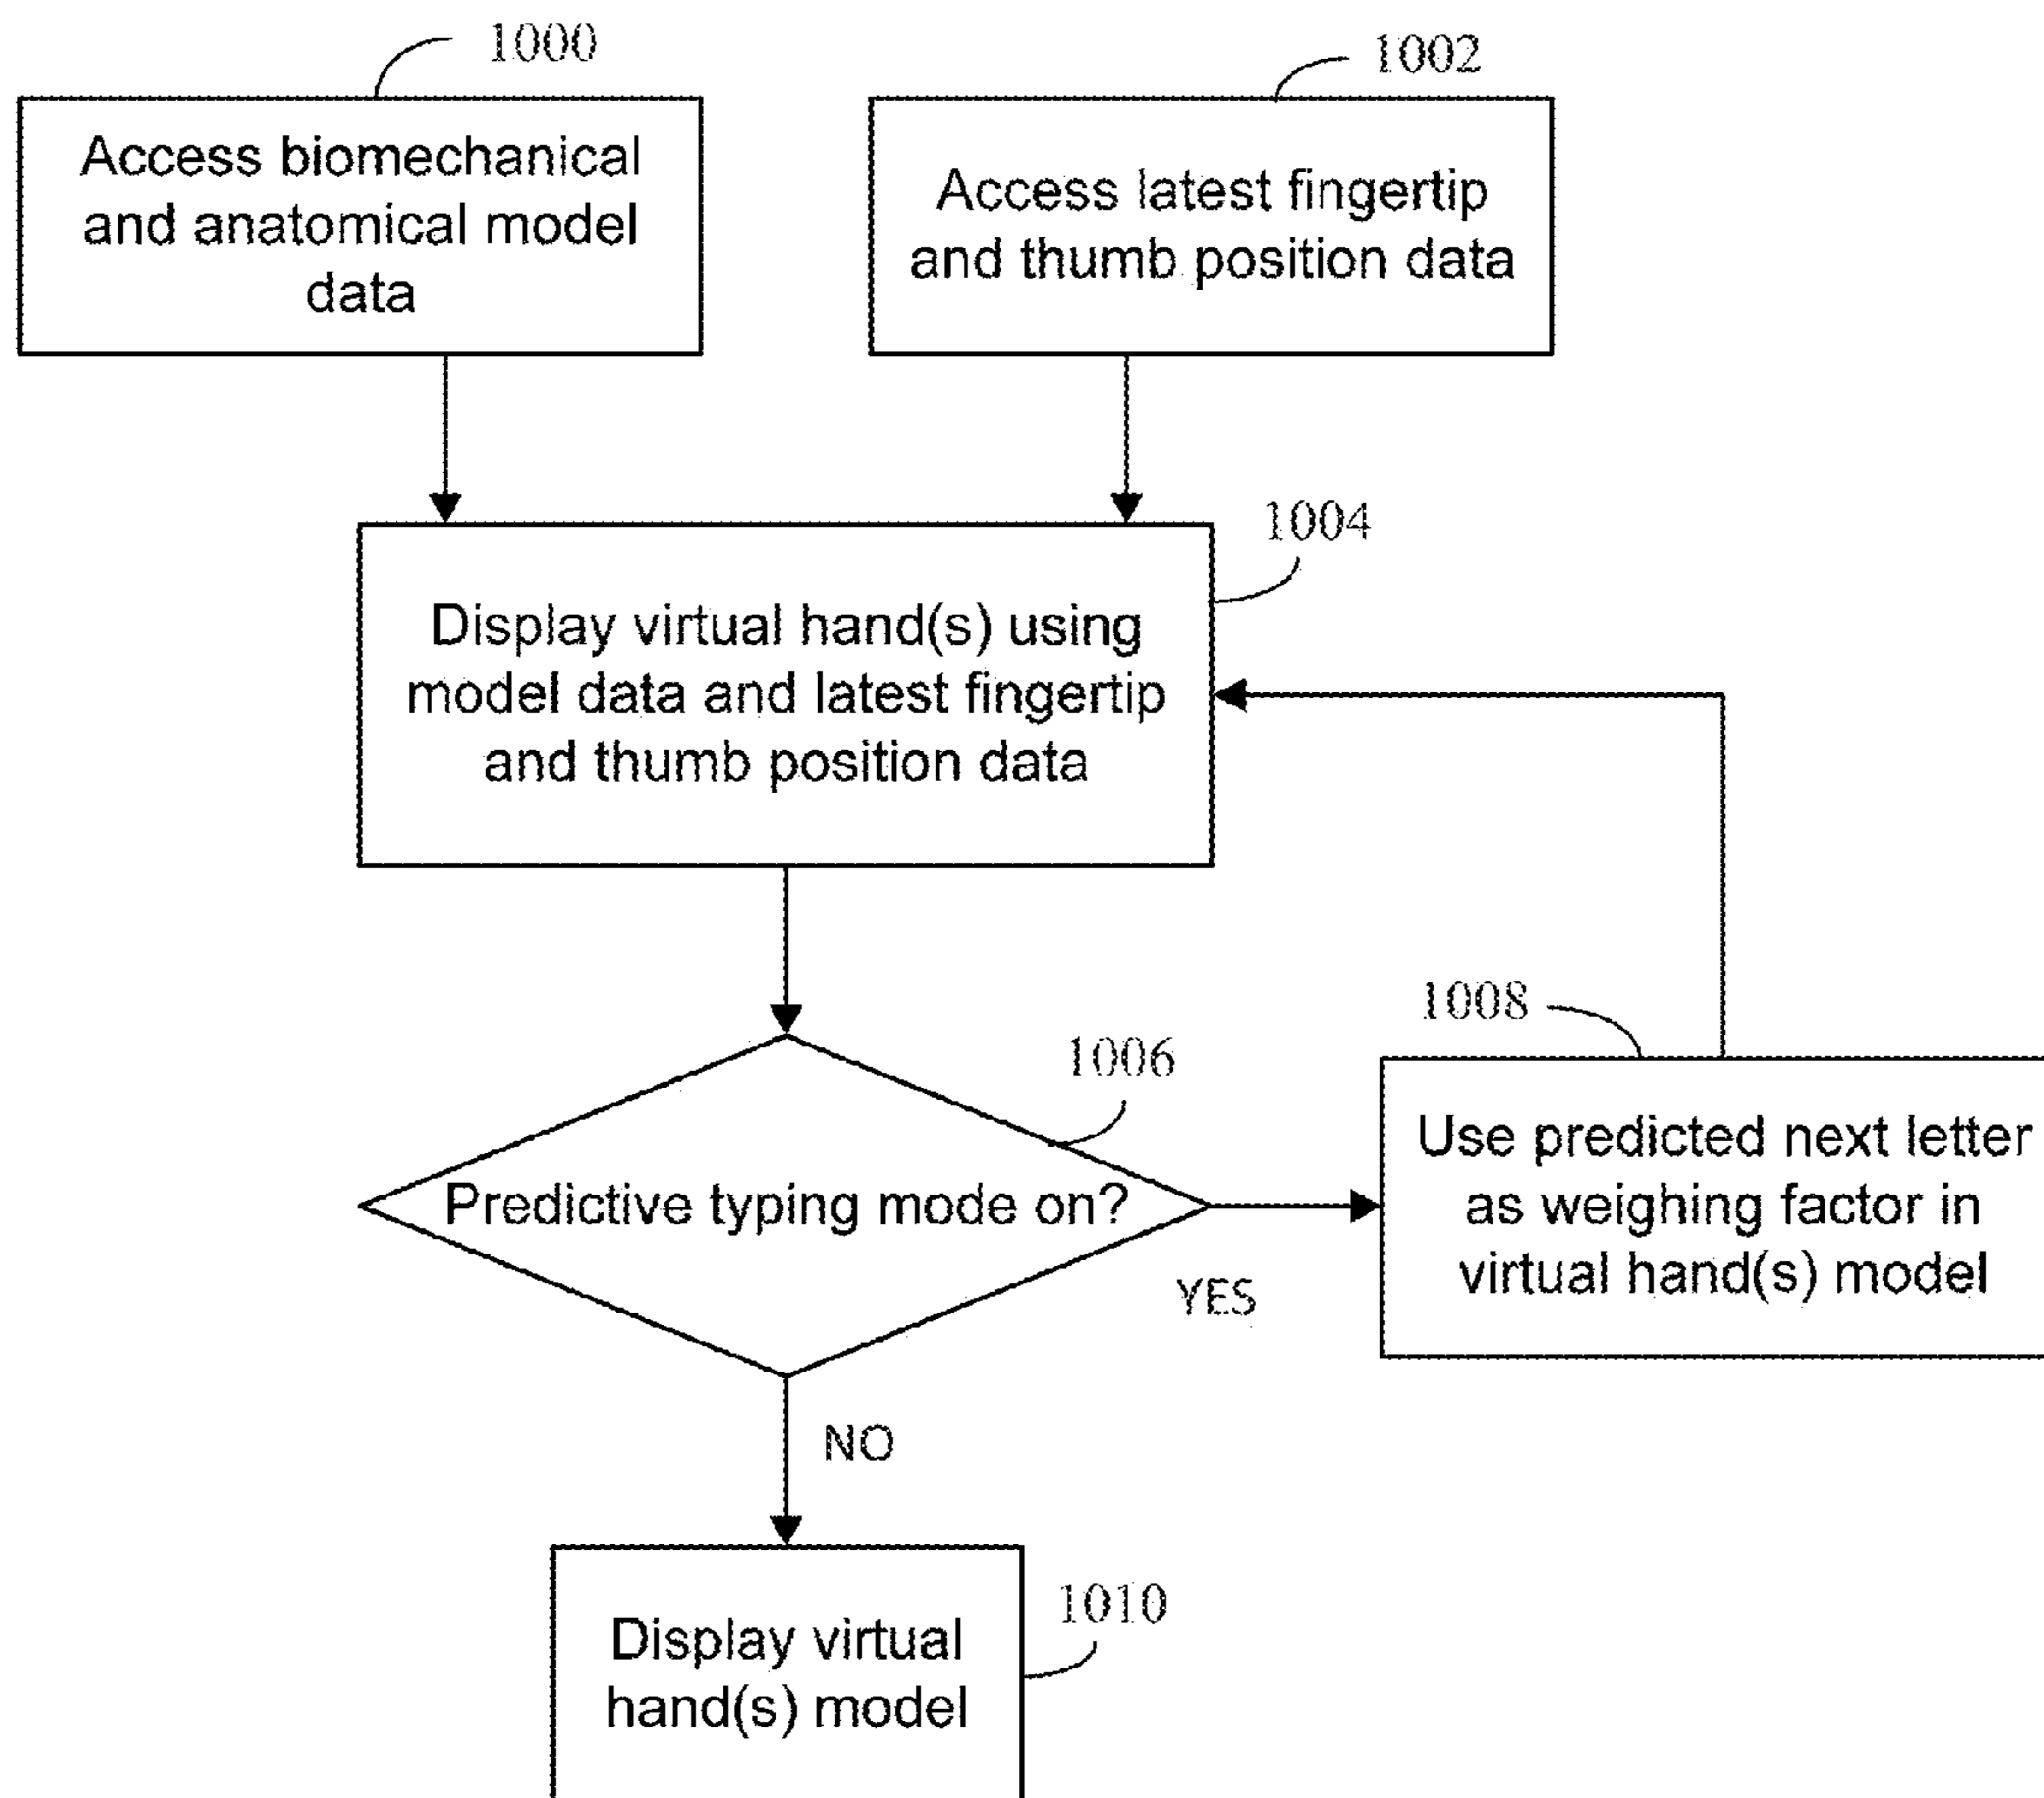 1000
Access biomechanical
and anatomical model
data
1002
Access latest fingertip
and thumb position data
1004
Display virtual hand(s) using
model data and latest fingertip
and thumb position data
1006
Predictive typing mode on?
YES
1008
Use predicted next letter
as weighing factor in
virtual hand(s) model
NO
1010
Display virtual
hand(s) model